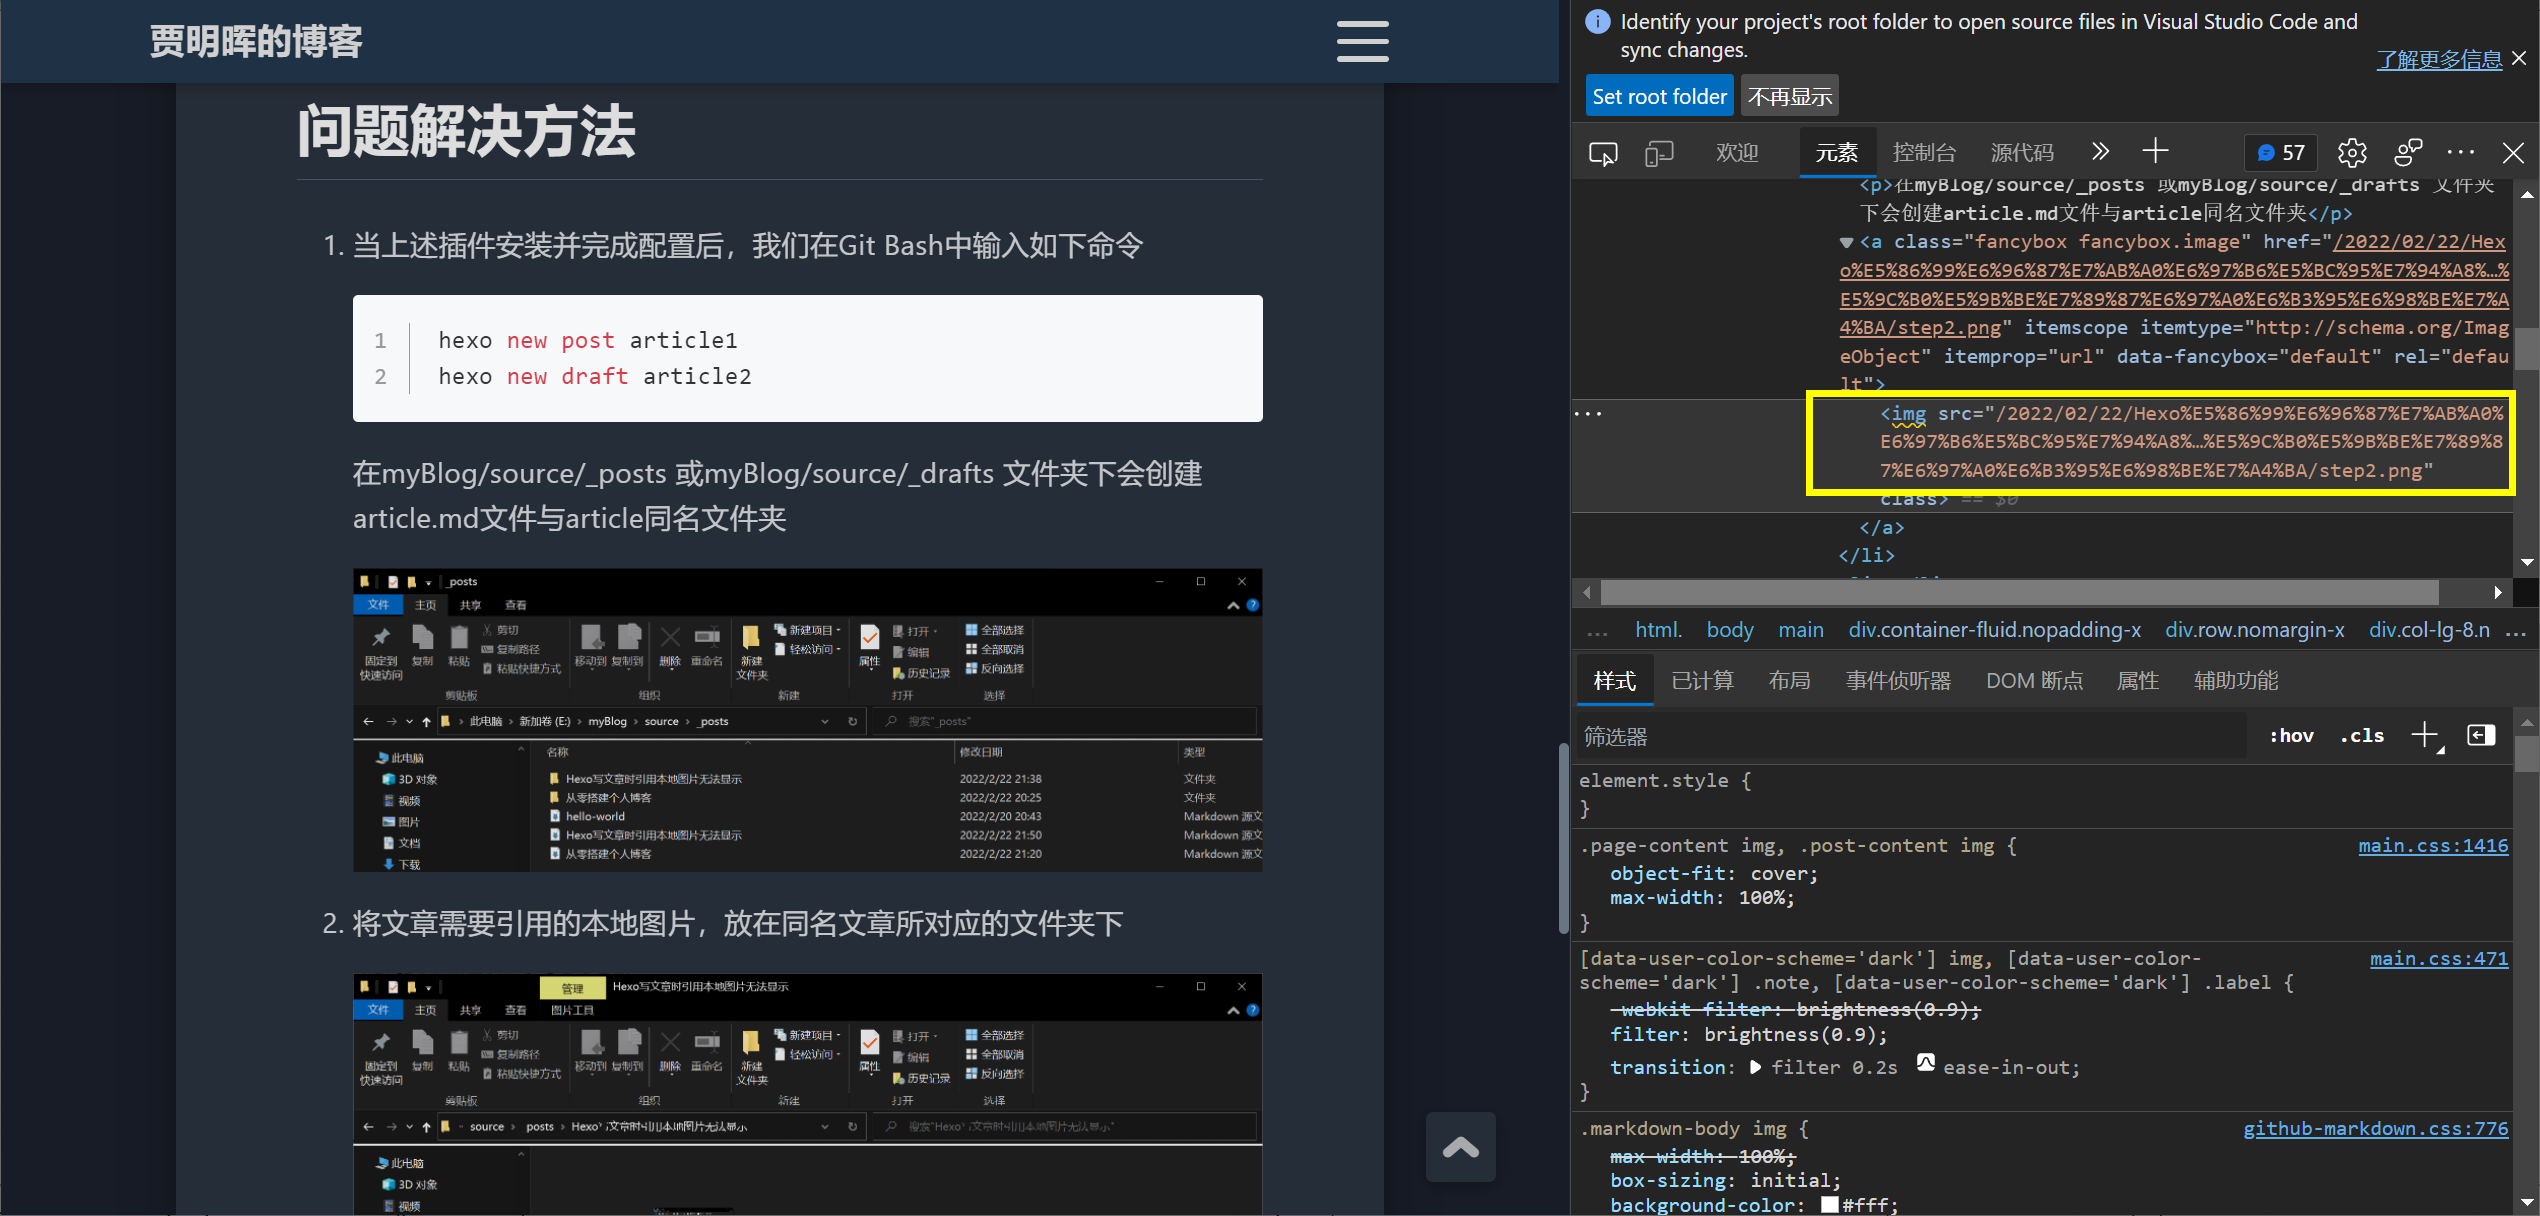 贾明晖的博客
问题解决方法
1. 当上述插件安装并完成配置后，我们在Git Bash中输入如下命令
1 hexo new post article1
2 hexo new draft article2
在myBlog/source/_posts 或myBlog/source/_drafts 文件夹下会创建
article.md文件与article同名文件夹
_posts
文件 主页 共享 查看
固定到
快速访问
复制
粘贴
剪切
复制路径
粘贴快捷方式
移动到 复制到
删除 重命名
新建
文件夹
新建项目
轻松访问
属性
打开
编辑
历史记录
全部选择
全部取消
反向选择
剪贴板 组织 新建 打开 选择
此电脑 › 新加卷 (E:) › myBlog › source › _posts
搜索"_posts"
名称 修改日期 类型
此电脑
3D 对象
视频
图片
文档
下载
Hexo写文章时引用本地图片无法显示 2022/2/22 21:38 文件夹
从零搭建个人博客 2022/2/22 20:25 文件夹
hello-world 2022/2/20 20:43 Markdown 源文
Hexo写文章时引用本地图片无法显示 2022/2/22 21:50 Markdown 源文
从零搭建个人博客 2022/2/22 21:20 Markdown 源文
2. 将文章需要引用的本地图片，放在同名文章所对应的文件夹下
管理 Hexo写文章时引用本地图片无法显示
文件 主页 共享 查看 图片工具
固定到
快速访问
复制
粘贴
剪切
复制路径
粘贴快捷方式
移动到 复制到
删除 重命名
新建
文件夹
新建项目
轻松访问
属性
打开
编辑
历史记录
全部选择
全部取消
反向选择
剪贴板 组织 新建 打开 选择
source › _posts › Hexo写文章时引用本地图片无法显示
搜索"Hexo写文章时引用本地图片无法显示"
此电脑
3D 对象
视频
Identify your project's root folder to open source files in Visual Studio Code and
sync changes.
了解更多信息
Set root folder 不再显示
欢迎 元素 控制台 源代码 57
<p>在myBlog/source/_posts 或myBlog/source/_drafts 文件夹
下会创建article.md文件与article同名文件夹</p>
<a class="fancybox fancybox.image" href="/2022/02/22/Hex
o%E5%86%99%E6%96%87%E7%AB%A0%E6%97%B6%E5%BC%95%E7%94%A8%…%
E5%9C%B0%E5%9B%BE%E7%89%87%E6%97%A0%E6%B3%95%E6%98%BE%E7%A
4%BA/step2.png" itemscope itemtype="http://schema.org/Imag
eObject" itemprop="url" data-fancybox="default" rel="defau
lt">
<img src="/2022/02/22/Hexo%E5%86%99%E6%96%87%E7%AB%A0%
E6%97%B6%E5%BC%95%E7%94%A8%…%E5%9C%B0%E5%9B%BE%E7%89%8
7%E6%97%A0%E6%B3%95%E6%98%BE%E7%A4%BA/step2.png"
class> == $0
</a>
</li>
... html. body main div.container-fluid.nopadding-x div.row.nomargin-x div.col-lg-8.n ...
样式 已计算 布局 事件侦听器 DOM 断点 属性 辅助功能
筛选器 :hov .cls
element.style {
}
.page-content img, .post-content img { main.css:1416
object-fit: cover;
max-width: 100%;
}
[data-user-color-scheme='dark'] img, [data-user-color- main.css:471
scheme='dark'] .note, [data-user-color-scheme='dark'] .label {
-webkit-filter: brightness(0.9);
filter: brightness(0.9);
transition: filter 0.2s ease-in-out;
}
.markdown-body img { github-markdown.css:776
max-width: 100%;
box-sizing: initial;
background-color: #fff;